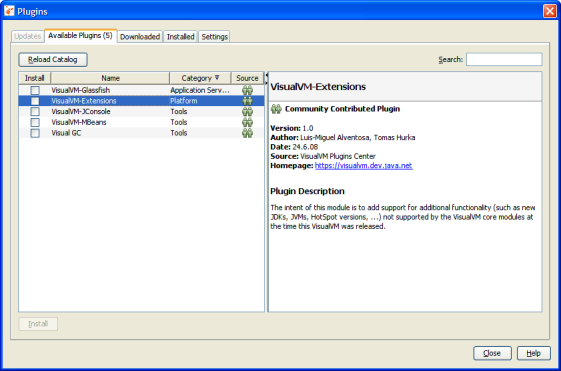 Plugins
Updates Available Plugins (5) Downloaded Installed Settings
Reload Catalog Search:
Install Name Category Source
VisualVM-Glassfish Application Serv...
VisualVM-Extensions Platform
VisualVM-JConsole Tools
VisualVM-MBeans Tools
Visual GC Tools
VisualVM-Extensions
Community Contributed Plugin
Version: 1.0
Author: Luis-Miguel Alventosa, Tomas Hurka
Date: 24.6.08
Source: VisualVM Plugins Center
Homepage: https://visualvm.dev.java.net
Plugin Description
The intent of this module is to add support for additional functionality (such as new
JDKs, JVMs, HotSpot versions, ...) not supported by the VisualVM core modules at
the time this VisualVM was released.
Install
Close Help